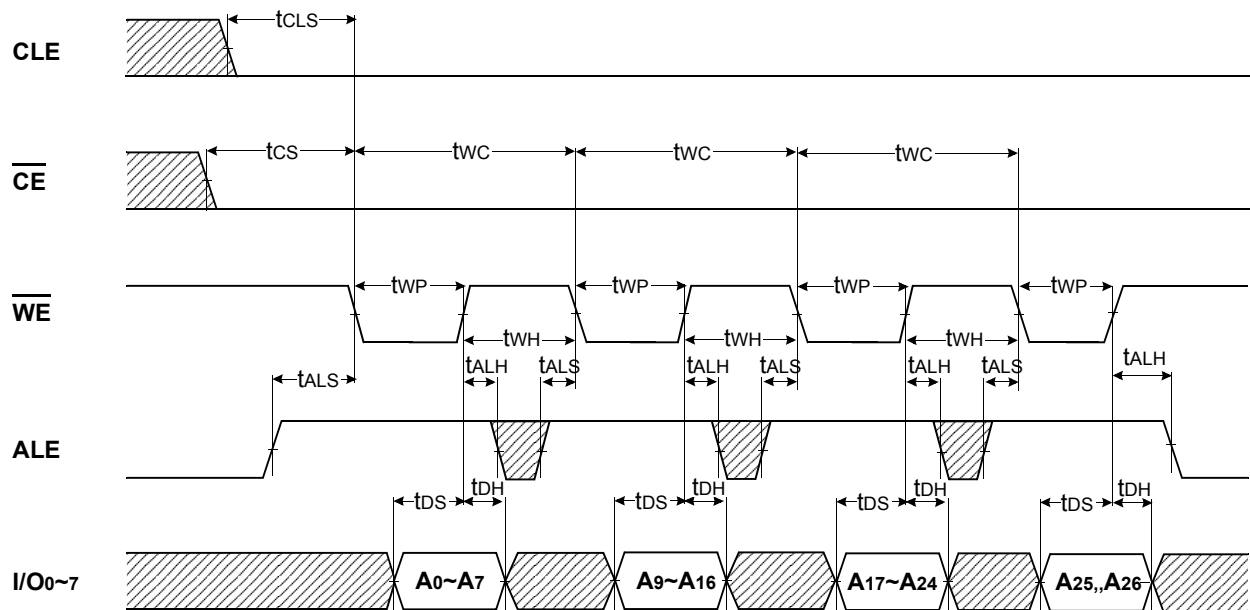 tCLS
CLE
tCS tWC tWC tWC
CE
tWP tWP tWP tWP
WE
tWH tWH tWH
tALS tALH tALS tALH tALS tALH tALS tALH
ALE
tDS tDH tDS tDH tDS tDH tDS tDH
I/O0~7 A0~A7 A9~A16 A17~A24 A25,,A26